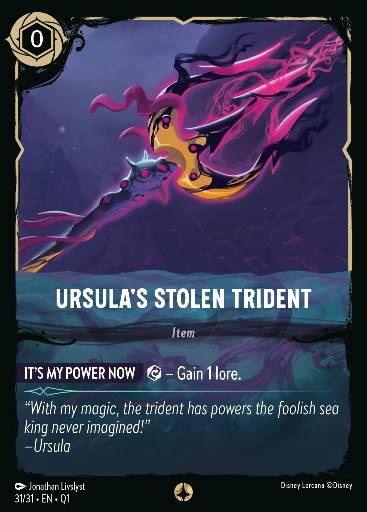 0
URSULA'S STOLEN TRIDENT
Item
IT'S MY POWER NOW – Gain 1 lore.
“With my magic, the trident has powers the foolish sea
king never imagined!”
–Ursula
Jonathan Livslyst
Disney Lorcana ©Disney
31/31 • EN • Q1